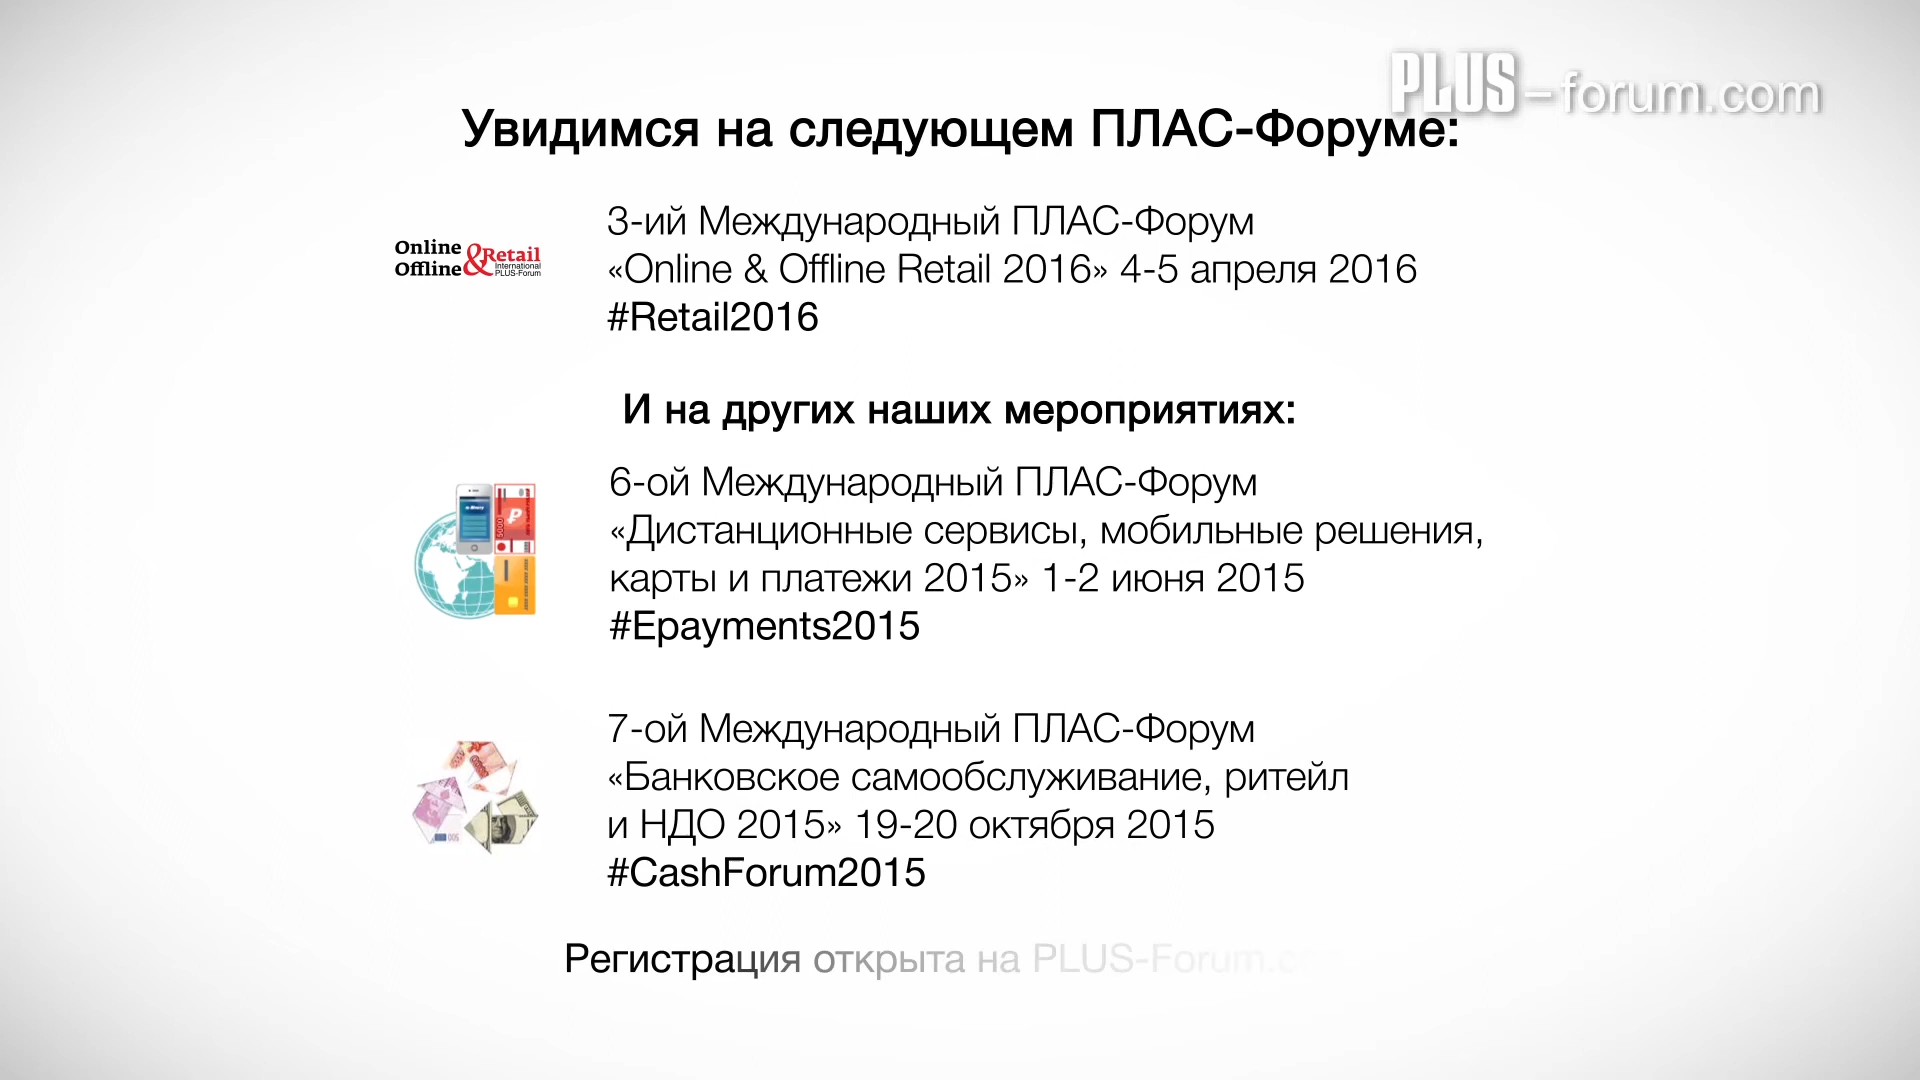 PLUS-forum.com
Увидимся на следующем ПЛАС-Форуме:
Online & Retail
Offline International
PLUS-Forum
3-ий Международный ПЛАС-Форум
«Online & Offline Retail 2016» 4-5 апреля 2016
#Retail2016
И на других наших мероприятиях:
6-ой Международный ПЛАС-Форум
«Дистанционные сервисы, мобильные решения,
карты и платежи 2015» 1-2 июня 2015
#Epayments2015
7-ой Международный ПЛАС-Форум
«Банковское самообслуживание, ритейл
и НДО 2015» 19-20 октября 2015
#CashForum2015
Регистрация открыта на PLUS-Forum.c